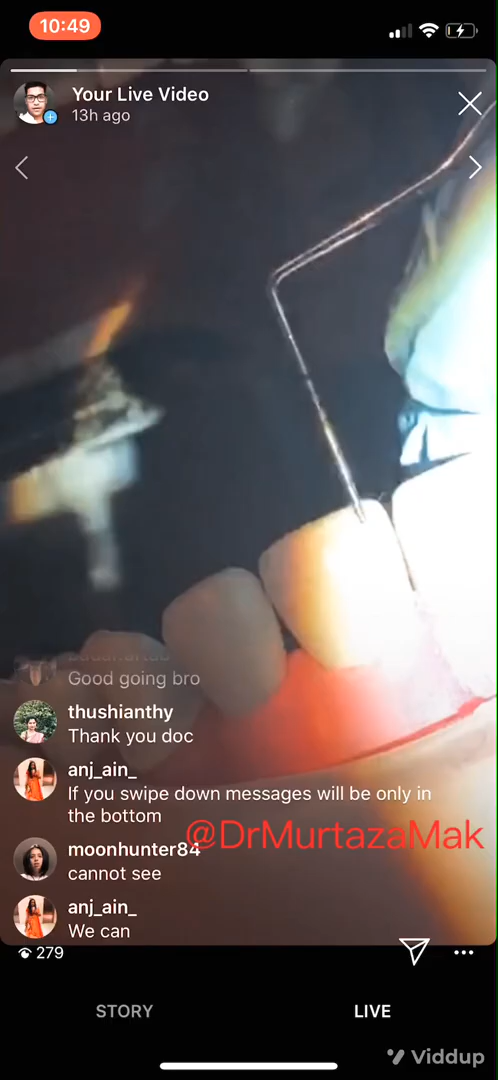 10:49
Your Live Video
13h ago
Good going bro
thushianthy
Thank you doc
anj_ain_
If you swipe down messages will be only in
the bottom
@DrMurtazaMak
moonhunter84
cannot see
anj_ain_
We can
279
STORY
LIVE
Viddup